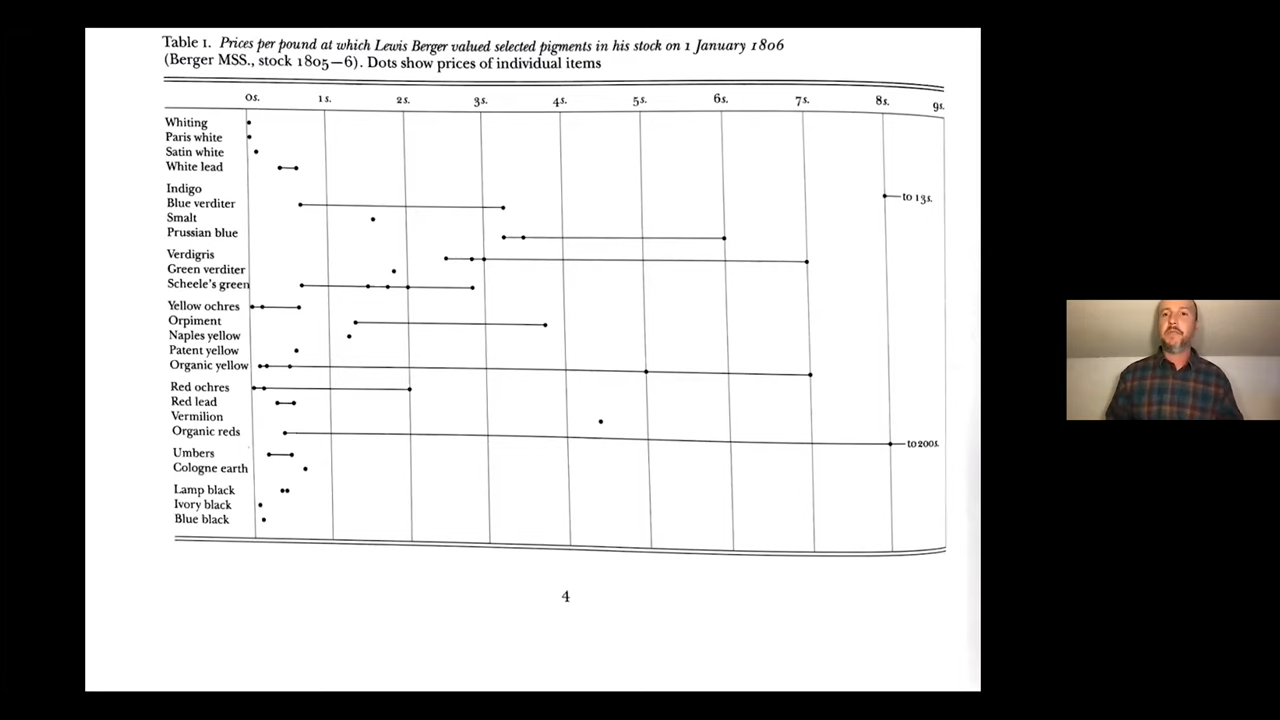 Table 1. Prices per pound at which Lewis Berger valued selected pigments in his stock on 1 January 1806
(Berger MSS., stock 1805–6). Dots show prices of individual items
0s. 1s. 2s. 3s. 4s. 5s. 6s. 7s. 8s. 9s.
Whiting
Paris white
Satin white
White lead
Indigo
to 13s.
Blue verditer
Smalt
Prussian blue
Verdigris
Green verditer
Scheele's green
Yellow ochres
Orpiment
Naples yellow
Patent yellow
Organic yellow
Red ochres
Red lead
Vermilion
Organic reds
to 200s.
Umbers
Cologne earth
Lamp black
Ivory black
Blue black
4